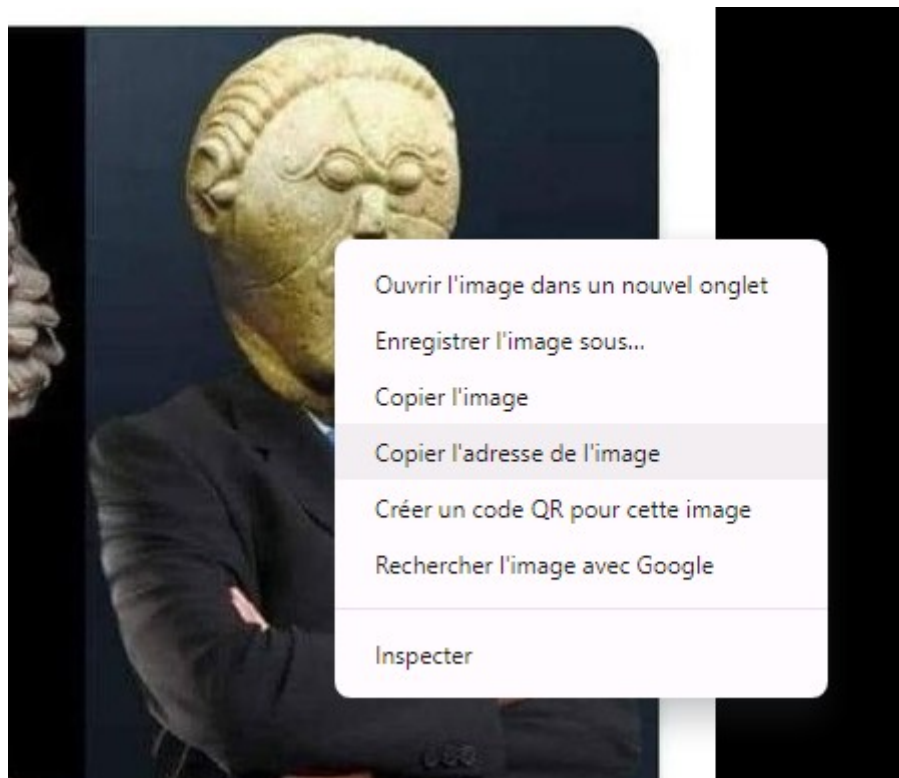 Ouvrir l'image dans un nouvel onglet
Enregistrer l'image sous...
Copier l'image
Copier l'adresse de l'image
Créer un code QR pour cette image
Rechercher l'image avec Google
Inspecter